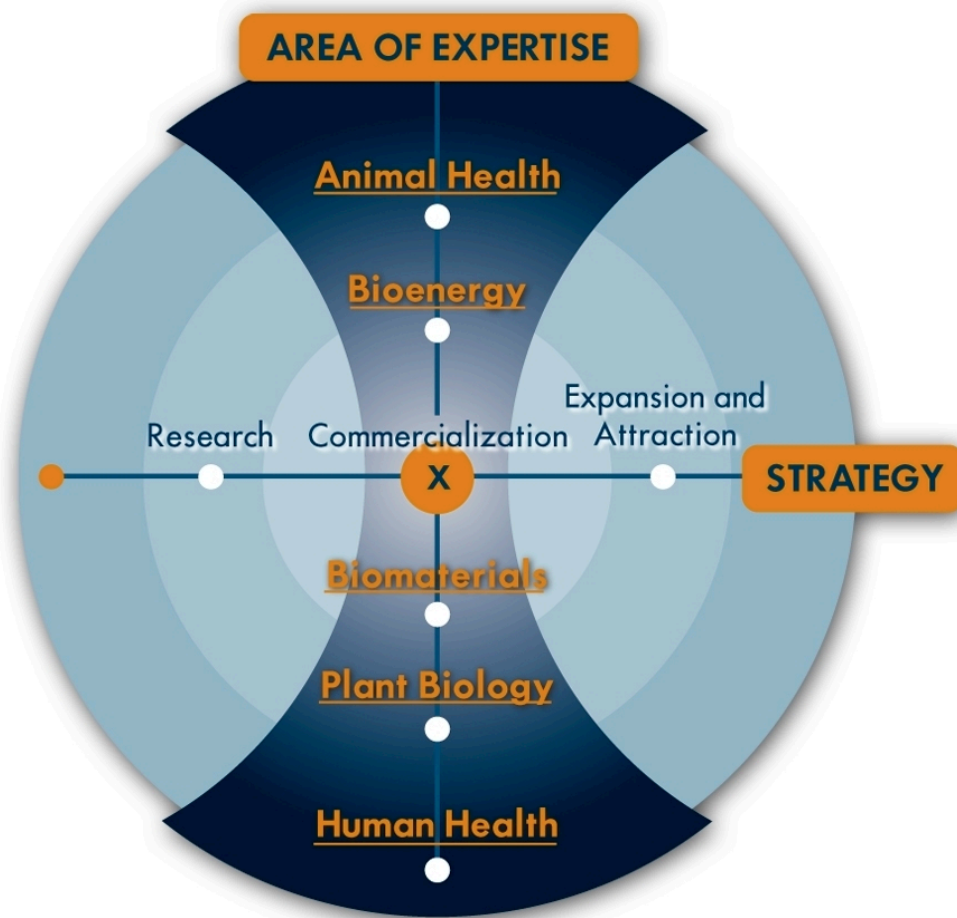 AREA OF EXPERTISE
Animal Health
Bioenergy
Research
Commercialization
Expansion and
Attraction
X
STRATEGY
Biomaterials
Plant Biology
Human Health